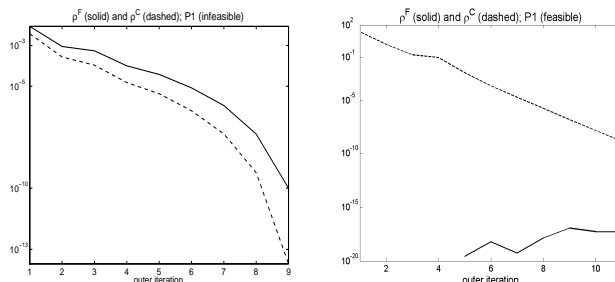 ρ^F (solid) and ρ^C (dashed); P1 (infeasible)
10^-3
10^-5
10^-10
10^-13
1 2 3 4 5 6 7 8 9
outer iteration
ρ^F (solid) and ρ^C (dashed); P1 (feasible)
10^2
10^-1
10^-5
10^-10
10^-15
10^-20
2 4 6 8 10
outer iteration